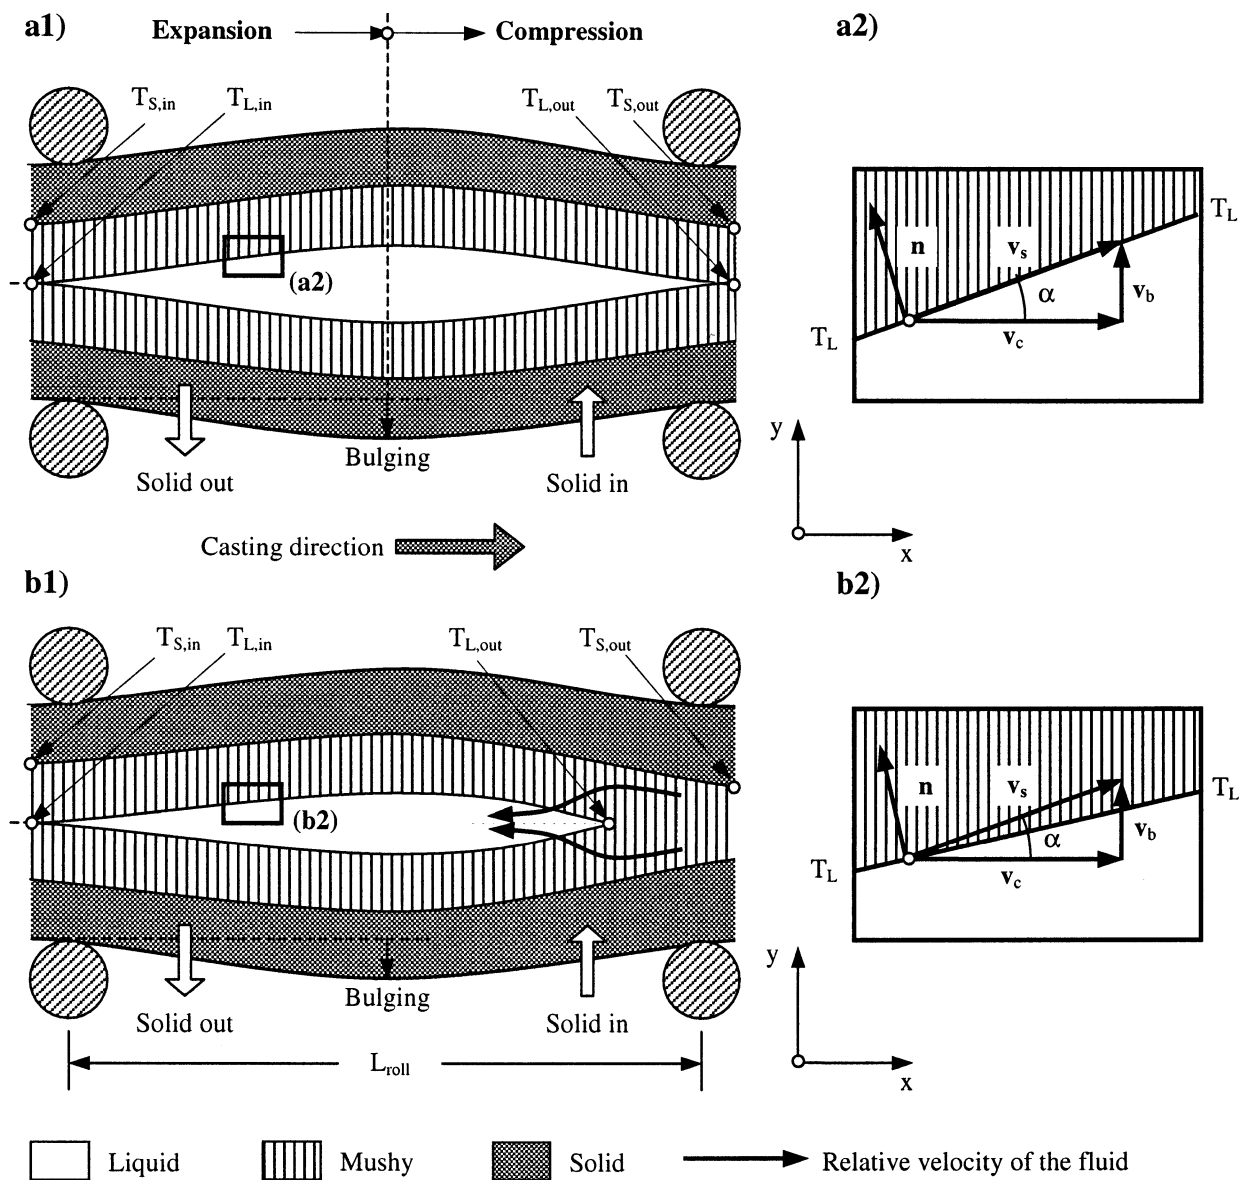 a1)
Expansion
Compression
a2)
T_S,in
T_L,in
T_L,out
T_S,out
(a2)
T_L
n
v_s
α
v_b
v_c
T_L
Bulging
Solid out
Solid in
y
x
Casting direction
b1)
b2)
T_S,in
T_L,in
T_L,out
T_S,out
(b2)
T_L
n
v_s
α
v_b
v_c
T_L
Bulging
Solid out
Solid in
y
x
L_roll
Liquid
Mushy
Solid
Relative velocity of the fluid